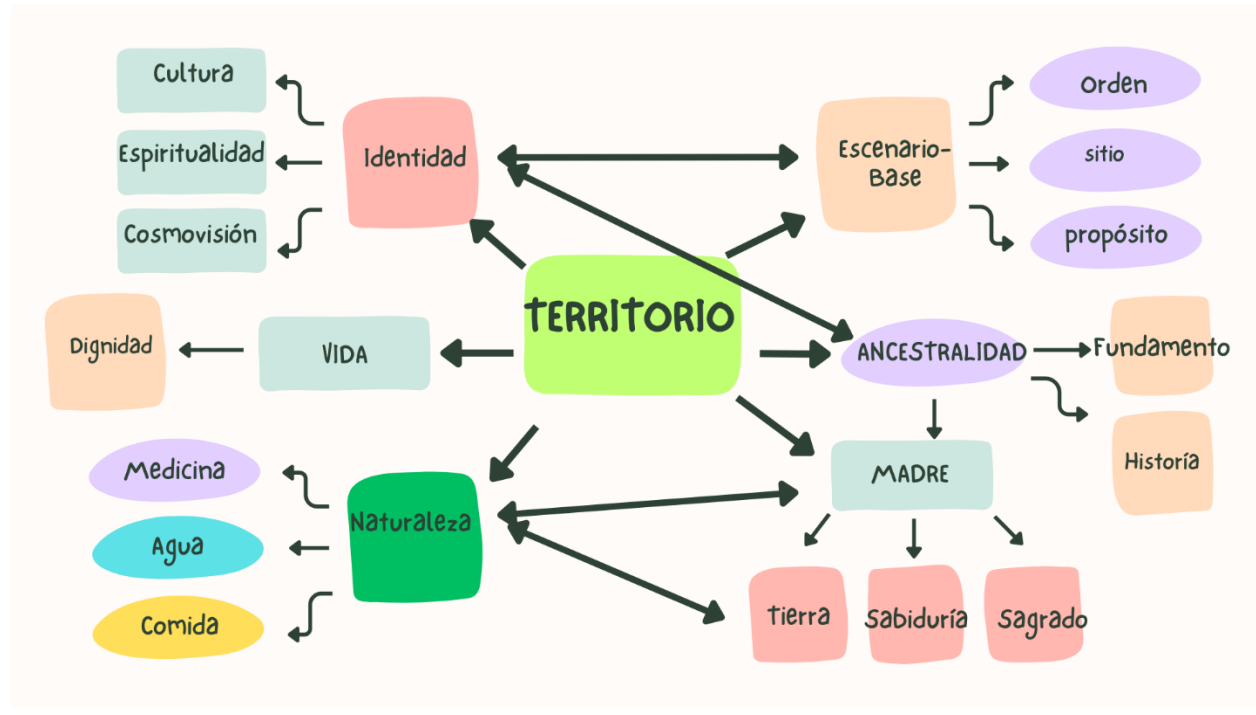 Cultura
Espiritualidad
Cosmovisión
Identidad
Escenario-
Base
Orden
sitio
propósito
TERRITORIO
Dignidad
VIDA
ANCESTRALIDAD
Fundamento
Historía
Medicina
Agua
Comida
Naturaleza
MADRE
Tierra
Sabiduría
Sagrado